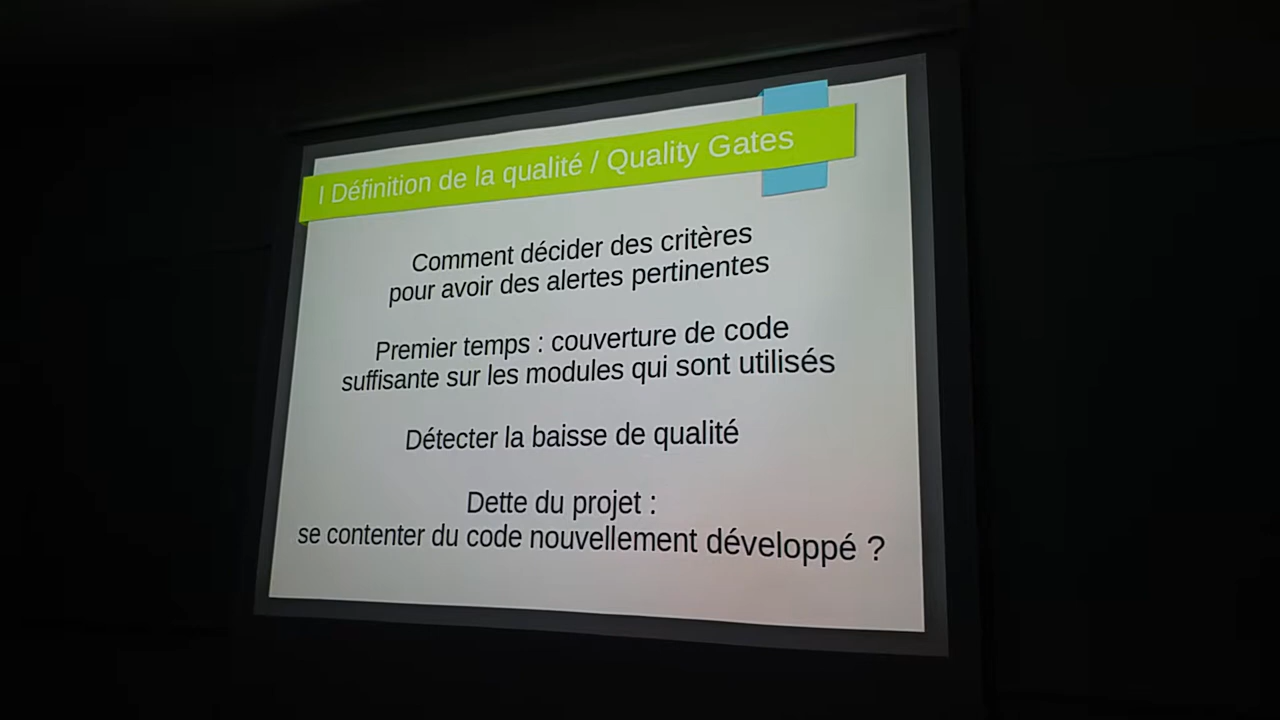 I Définition de la qualité / Quality Gates
Comment décider des critères
pour avoir des alertes pertinentes
Premier temps : couverture de code
suffisante sur les modules qui sont utilisés
Détecter la baisse de qualité
Dette du projet :
se contenter du code nouvellement développé ?